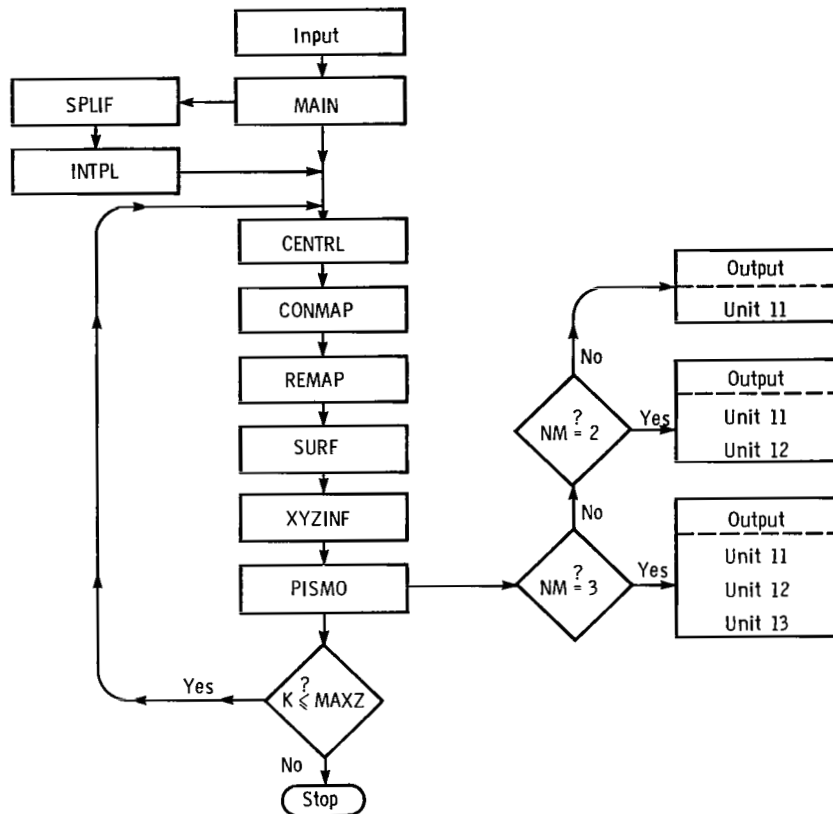 Input
MAIN
SPLIF
INTPL
CENTRL
CONMAP
REMAP
SURF
XYZINF
PISMO
?
K ⩽ MAXZ
Yes
No
Stop
?
NM = 3
Yes
No
?
NM = 2
Yes
No
Output
Unit 11
Output
Unit 11
Unit 12
Output
Unit 11
Unit 12
Unit 13